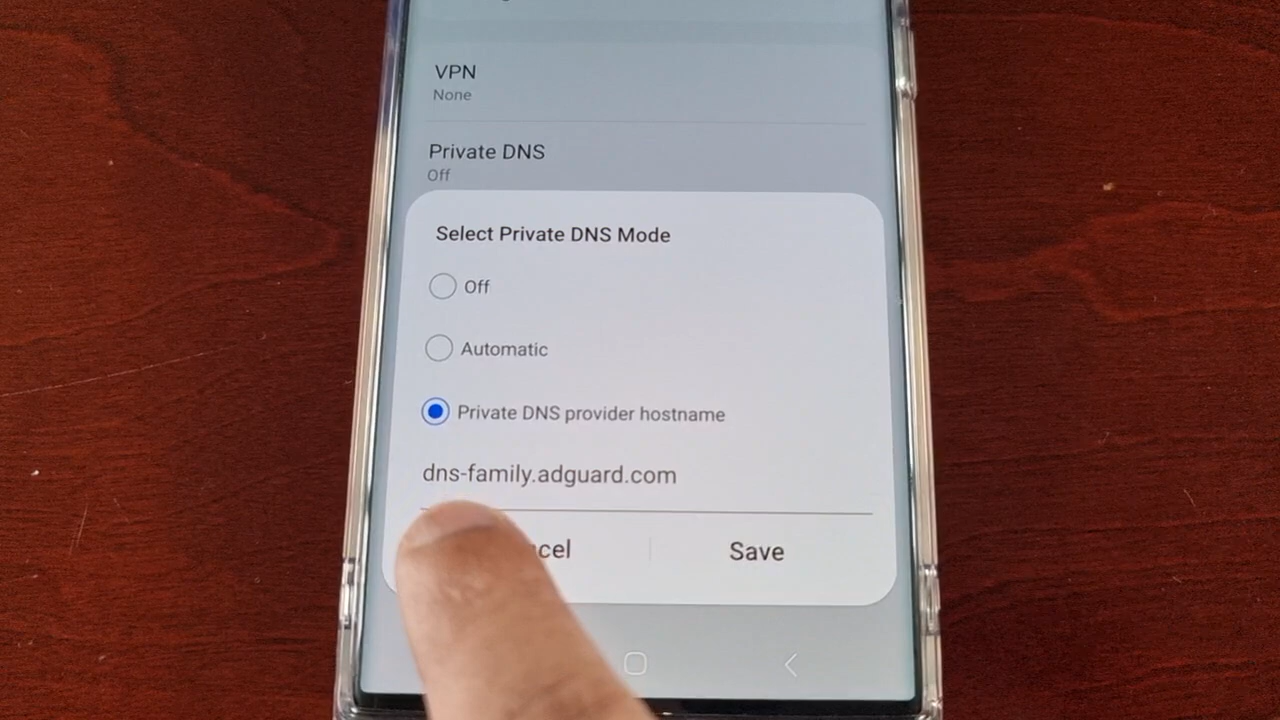 VPN
None
Private DNS
Off
Select Private DNS Mode
Off
Automatic
Private DNS provider hostname
dns-family.adguard.com
Save